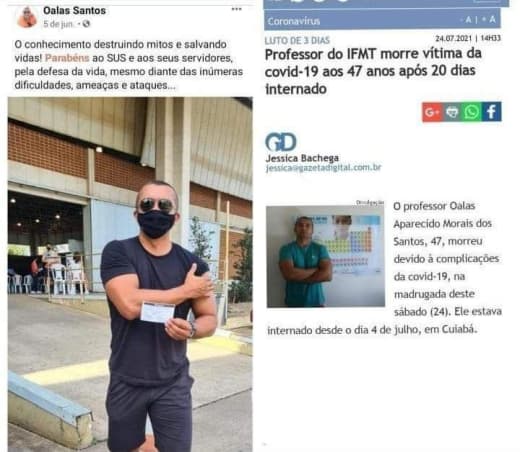 Oalas Santos
5 de jun. •
O conhecimento destruindo mitos e salvando
vidas! Parabéns ao SUS e aos seus servidores,
pela defesa da vida, mesmo diante das inúmeras
dificuldades, ameaças e ataques...
Coronavírus
- A | + A
LUTO DE 3 DIAS
24.07.2021 | 14H33
Professor do IFMT morre vítima da
covid-19 aos 47 anos após 20 dias
internado
G+
f
GD
Jessica Bachega
jessica@gazetadigital.com.br
Divulgação
O professor Oalas
Aparecido Morais dos
Santos, 47, morreu
devido à complicações
da covid-19, na
madrugada deste
sábado (24). Ele estava
internado desde o dia 4 de julho, em Cuiabá.